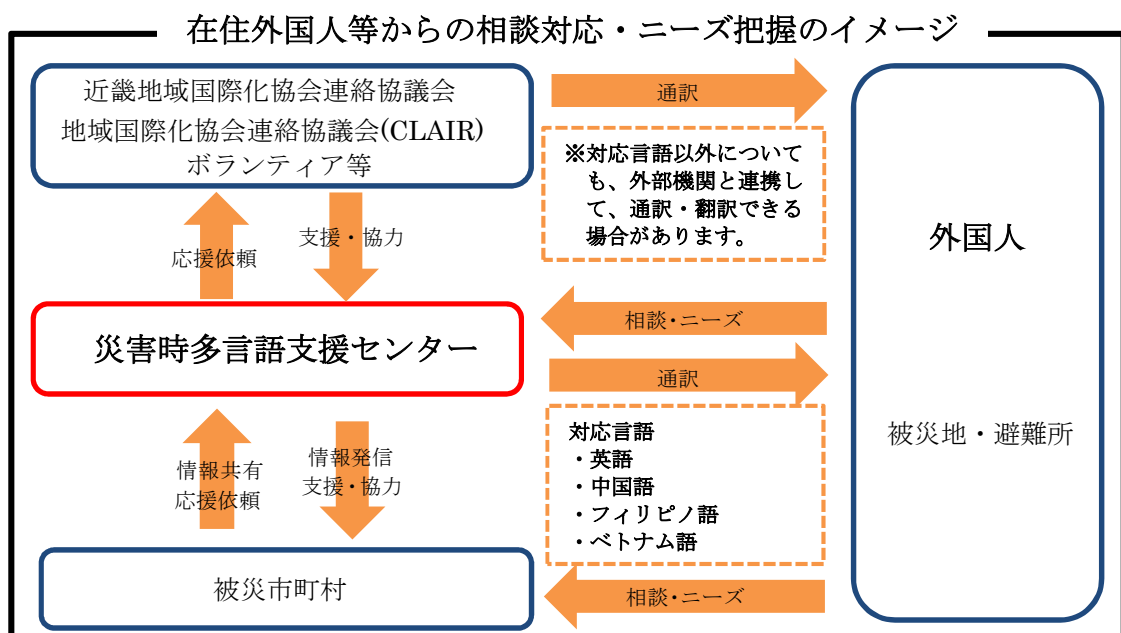 在住外国人等からの相談対応・ニーズ把握のイメージ
近畿地域国際化協会連絡協議会
地域国際化協会連絡協議会(CLAIR)
ボランティア等
通訳
※対応言語以外について
も、外部機関と連携し
て、通訳・翻訳できる
場合があります。
外国人
応援依頼
支援・協力
災害時多言語支援センター
相談・ニーズ
通訳
対応言語
・英語
・中国語
・フィリピノ語
・ベトナム語
被災地・避難所
情報共有
応援依頼
情報発信
支援・協力
被災市町村
相談・ニーズ